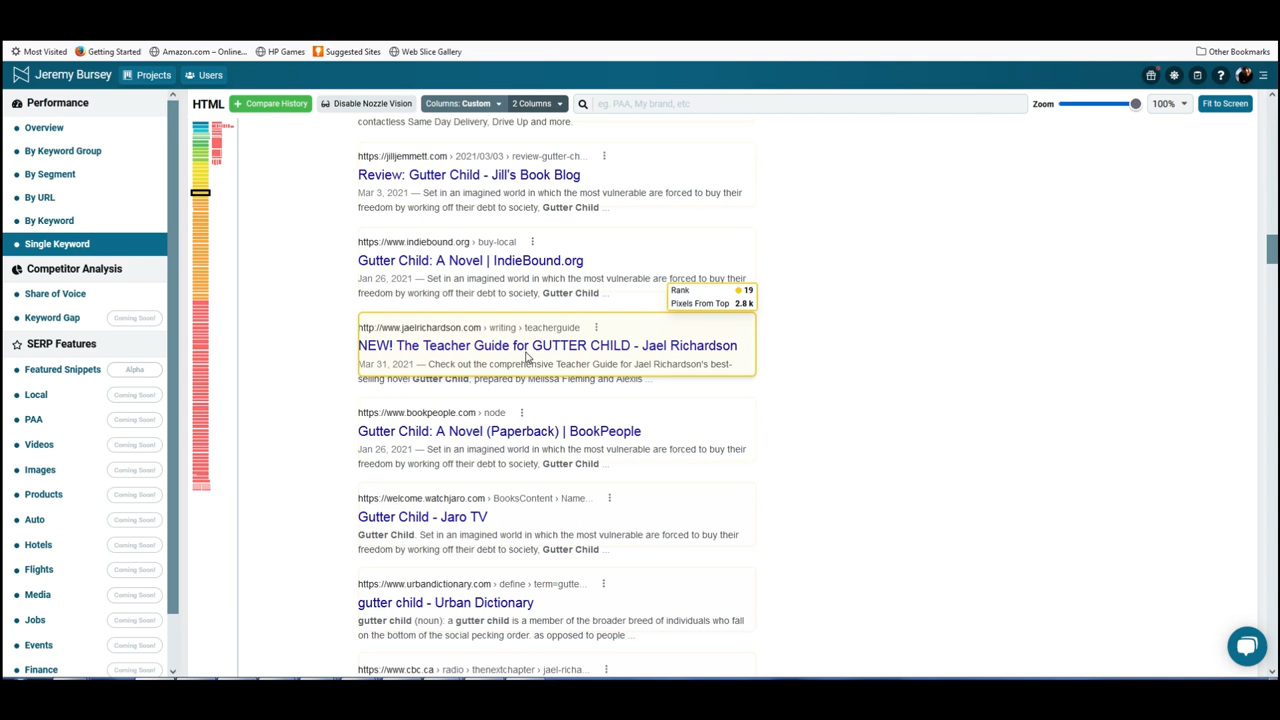 Most Visited Getting Started Amazon.com – Online... HP Games Suggested Sites Web Slice Gallery Other Bookmarks
Jeremy Bursey Projects Users
Performance
Overview
By Keyword Group
By Segment
By URL
By Keyword
Single Keyword
Competitor Analysis
Share of Voice
Keyword Gap Coming Soon!
SERP Features
Featured Snippets Alpha
Local Coming Soon!
PAA Coming Soon!
Videos Coming Soon!
Images Coming Soon!
Products Coming Soon!
Auto Coming Soon!
Hotels Coming Soon!
Flights Coming Soon!
Media Coming Soon!
Jobs Coming Soon!
Events Coming Soon!
Finance Coming Soon!
HTML + Compare History Disable Nozzle Vision Columns: Custom 2 Columns eg. PAA, My brand, etc Zoom 100% Fit to Screen
contactless Same Day Delivery, Drive Up and more.
https://jilljemmett.com › 2021/03/03 › review-gutter-ch...
Review: Gutter Child - Jill's Book Blog
Mar 3, 2021 — Set in an imagined world in which the most vulnerable are forced to buy their
freedom by working off their debt to society, Gutter Child ...
https://www.indiebound.org › buy-local
Gutter Child: A Novel | IndieBound.org
Jan 26, 2021 — Set in an imagined world in which the most vulnerable are forced to buy their
freedom by working off their debt to society, Gutter Child ...
Rank 19
Pixels From Top 2.8 k
http://www.jaelrichardson.com › writing › teacherguide
NEW! The Teacher Guide for GUTTER CHILD - Jael Richardson
Mar 31, 2021 — Check out the comprehensive Teacher Guide for Jael Richardson's best-
selling novel Gutter Child, prepared by Melissa Fleming and Alexiis ...
https://www.bookpeople.com › node
Gutter Child: A Novel (Paperback) | BookPeople
Jan 26, 2021 — Set in an imagined world in which the most vulnerable are forced to buy their
freedom by working off their debt to society, Gutter Child ...
https://welcome.watchjaro.com › BooksContent › Name...
Gutter Child - Jaro TV
Gutter Child. Set in an imagined world in which the most vulnerable are forced to buy their
freedom by working off their debt to society, Gutter Child ...
https://www.urbandictionary.com › define › term=gutte...
gutter child - Urban Dictionary
gutter child (noun): a gutter child is a member of the broader breed of individuals who fall
on the bottom of the social pecking order. as opposed to people ...
https://www.cbc.ca › radio › thenextchapter › jael-richa...